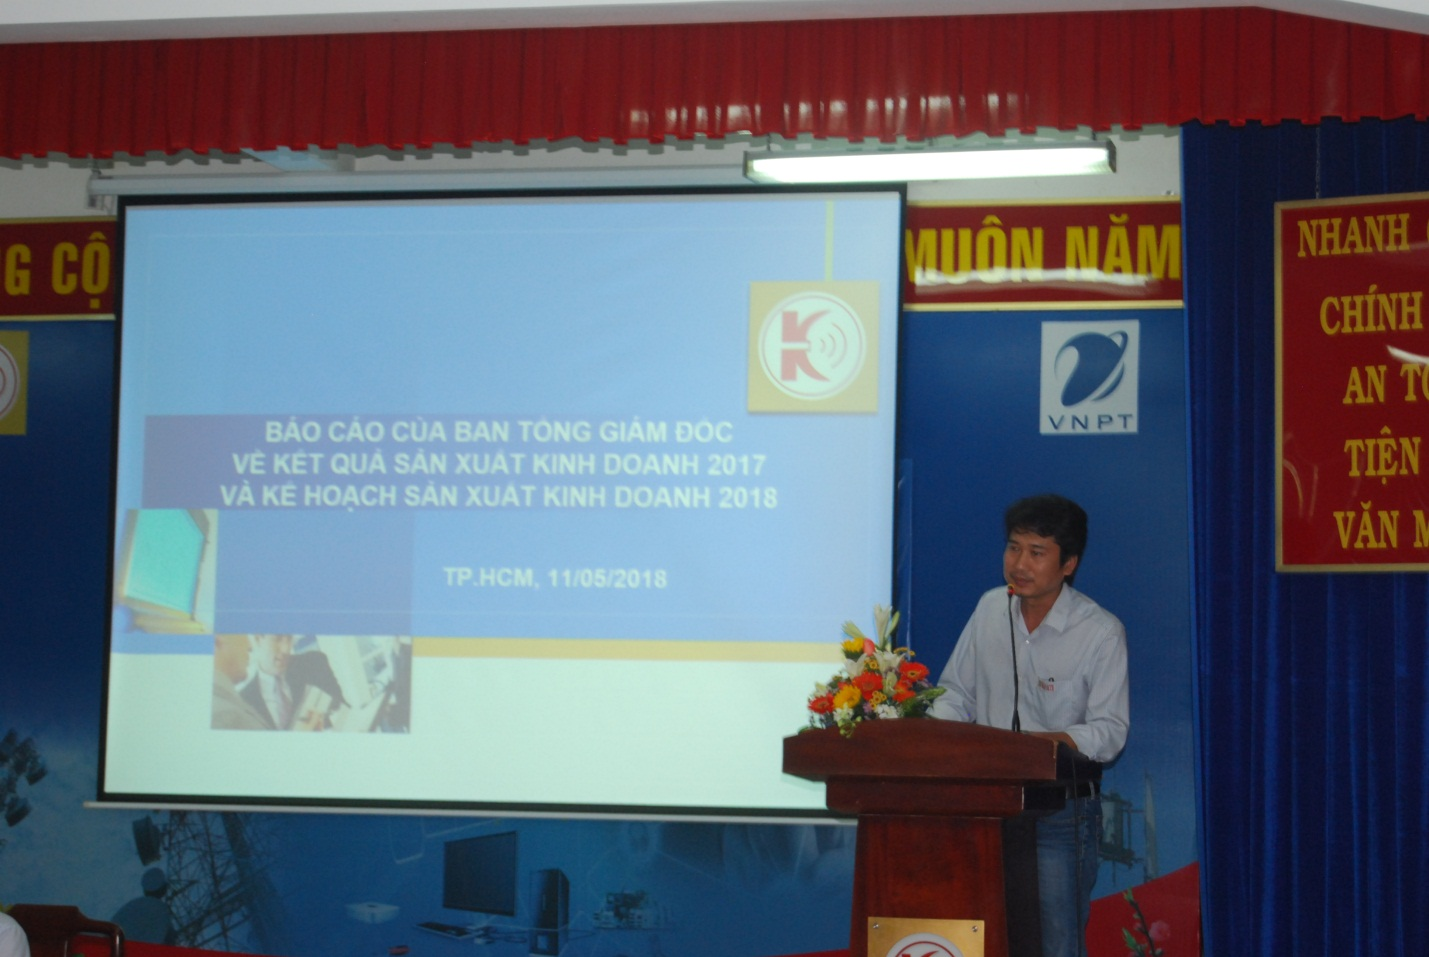 NG CỘ
MUÔN NĂM
BÁO CÁO CỦA BAN TỔNG GIÁM ĐỐC
VỀ KẾT QUẢ SẢN XUẤT KINH DOANH 2017
VÀ KẾ HOẠCH SẢN XUẤT KINH DOANH 2018
TP.HCM, 11/05/2018
VNPT
NHANH
CHÍNH
AN TO
TIỆN
VĂN M